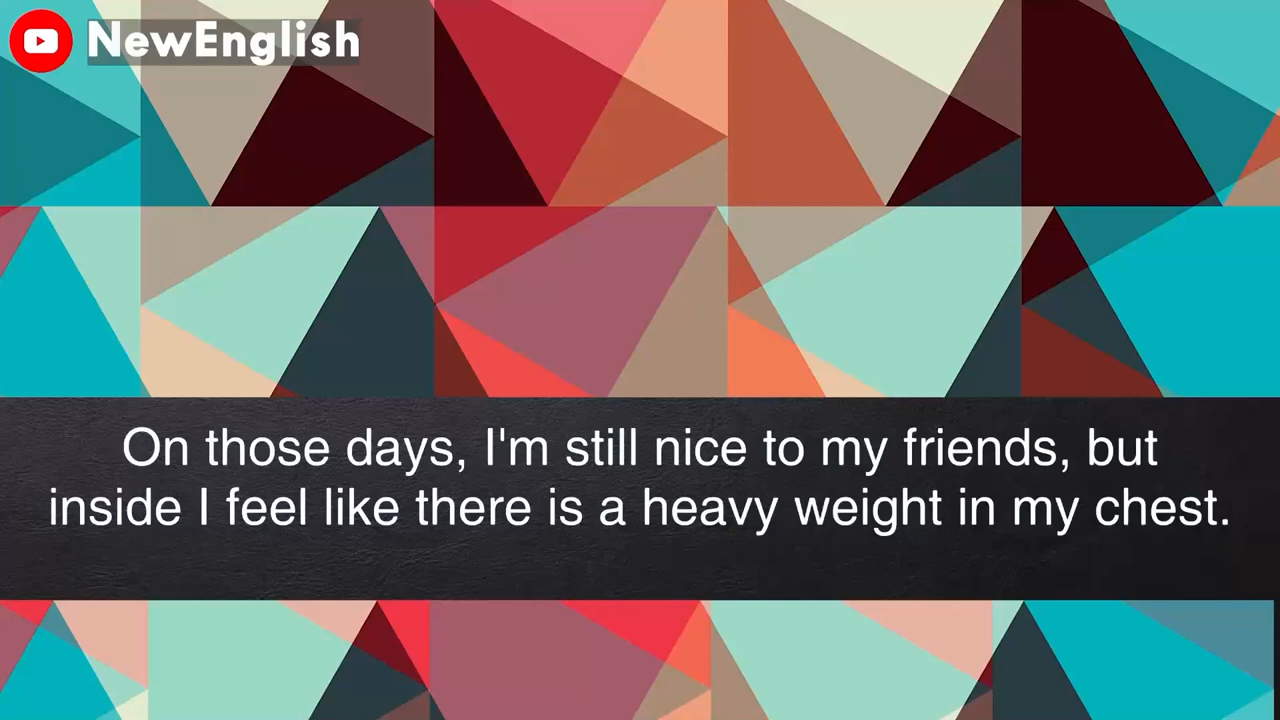 NewEnglish
On those days, I'm still nice to my friends, but
inside I feel like there is a heavy weight in my chest.